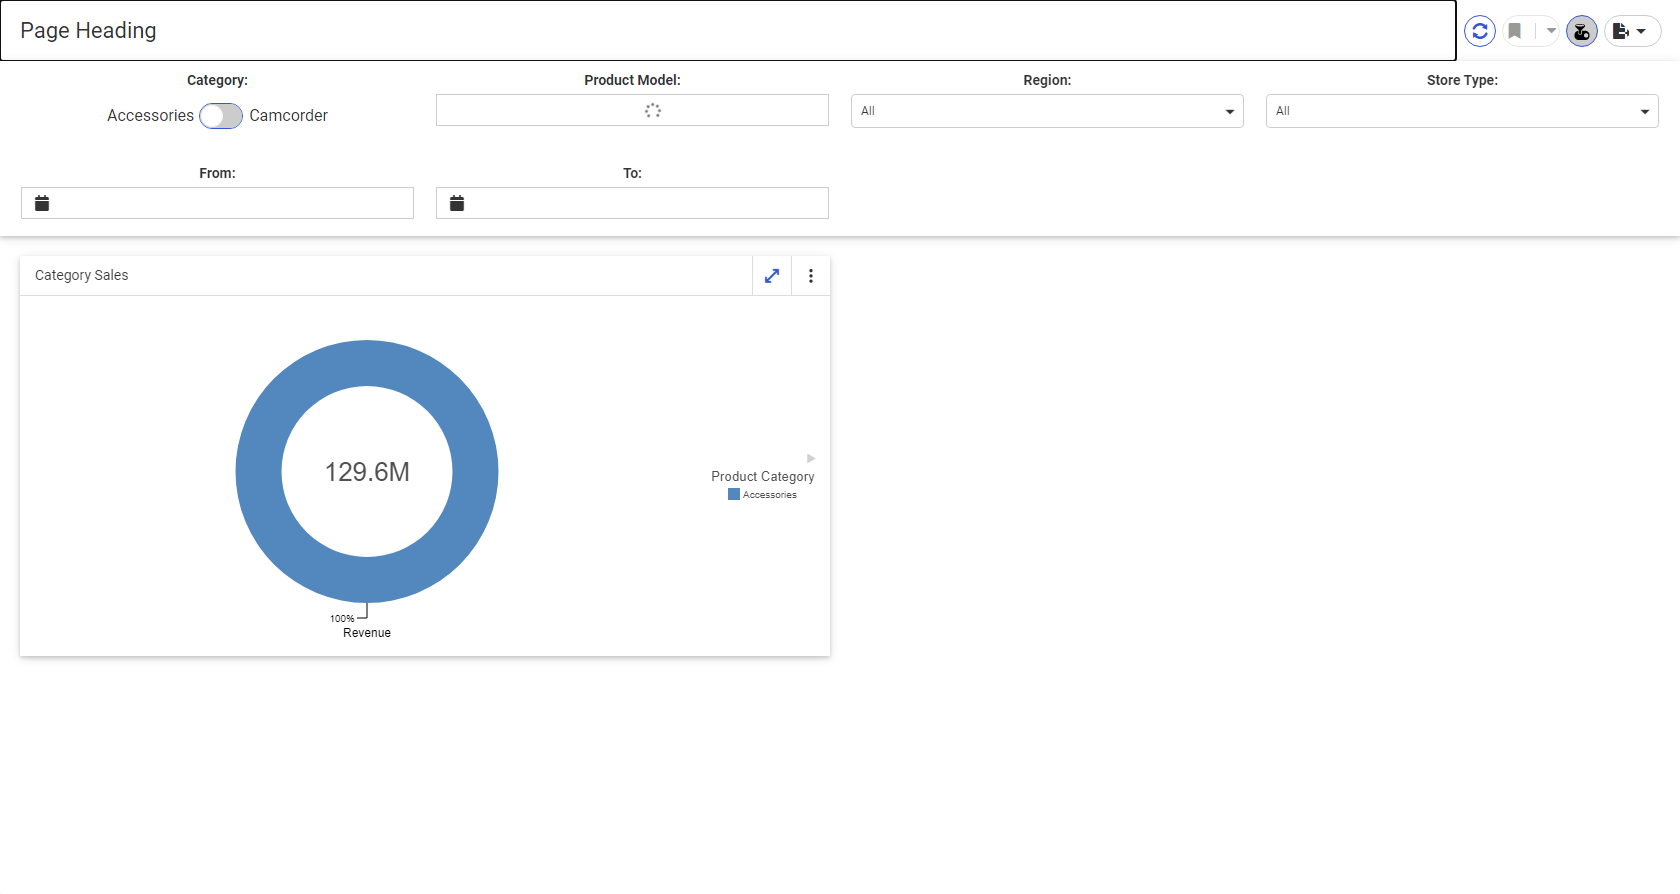 Page Heading
Category:
Product Model:
Region:
Store Type:
Accessories
Camcorder
All
All
From:
To:
Category Sales
129.6M
Product Category
Accessories
100%
Revenue